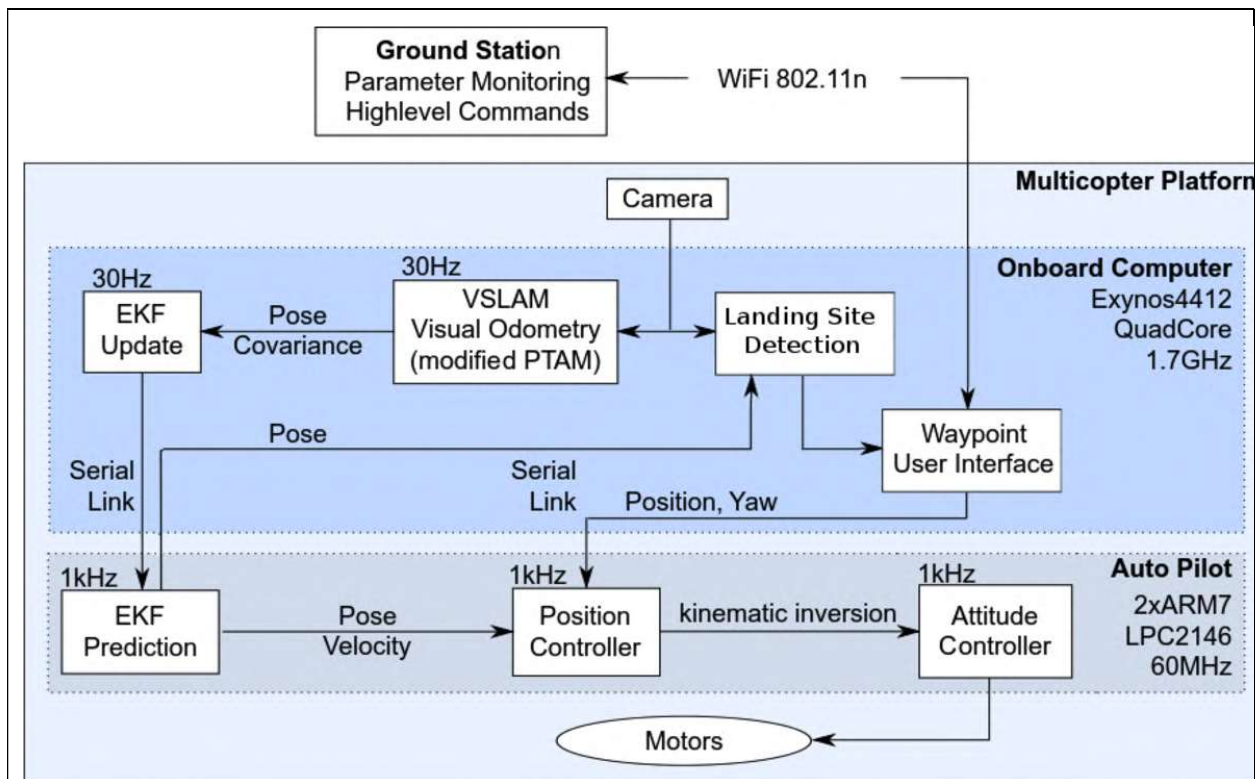 Ground Station
Parameter Monitoring
Highlevel Commands
WiFi 802.11n
Multicopter Platform
Camera
Onboard Computer
Exynos4412
QuadCore
1.7GHz
30Hz
EKF
Update
Pose
Covariance
30Hz
VSLAM
Visual Odometry
(modified PTAM)
Landing Site
Detection
Pose
Waypoint
User Interface
Serial
Link
Serial
Link
Position, Yaw
Auto Pilot
2xARM7
LPC2146
60MHz
1kHz
EKF
Prediction
Pose
Velocity
1kHz
Position
Controller
kinematic inversion
1kHz
Attitude
Controller
Motors